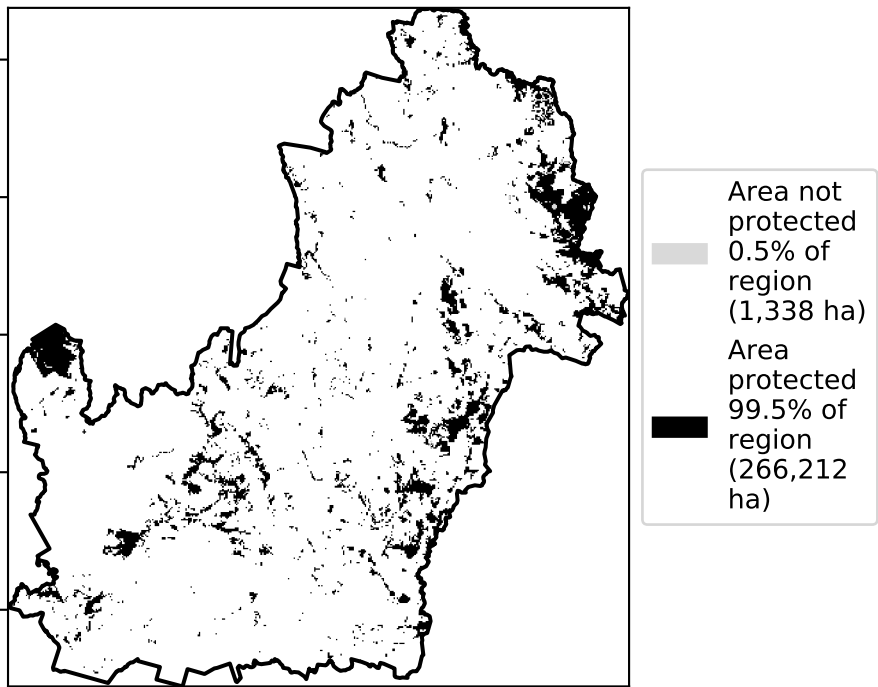 Area not
protected
0.5% of
region
(1,338 ha)
Area
protected
99.5% of
region
(266,212
ha)